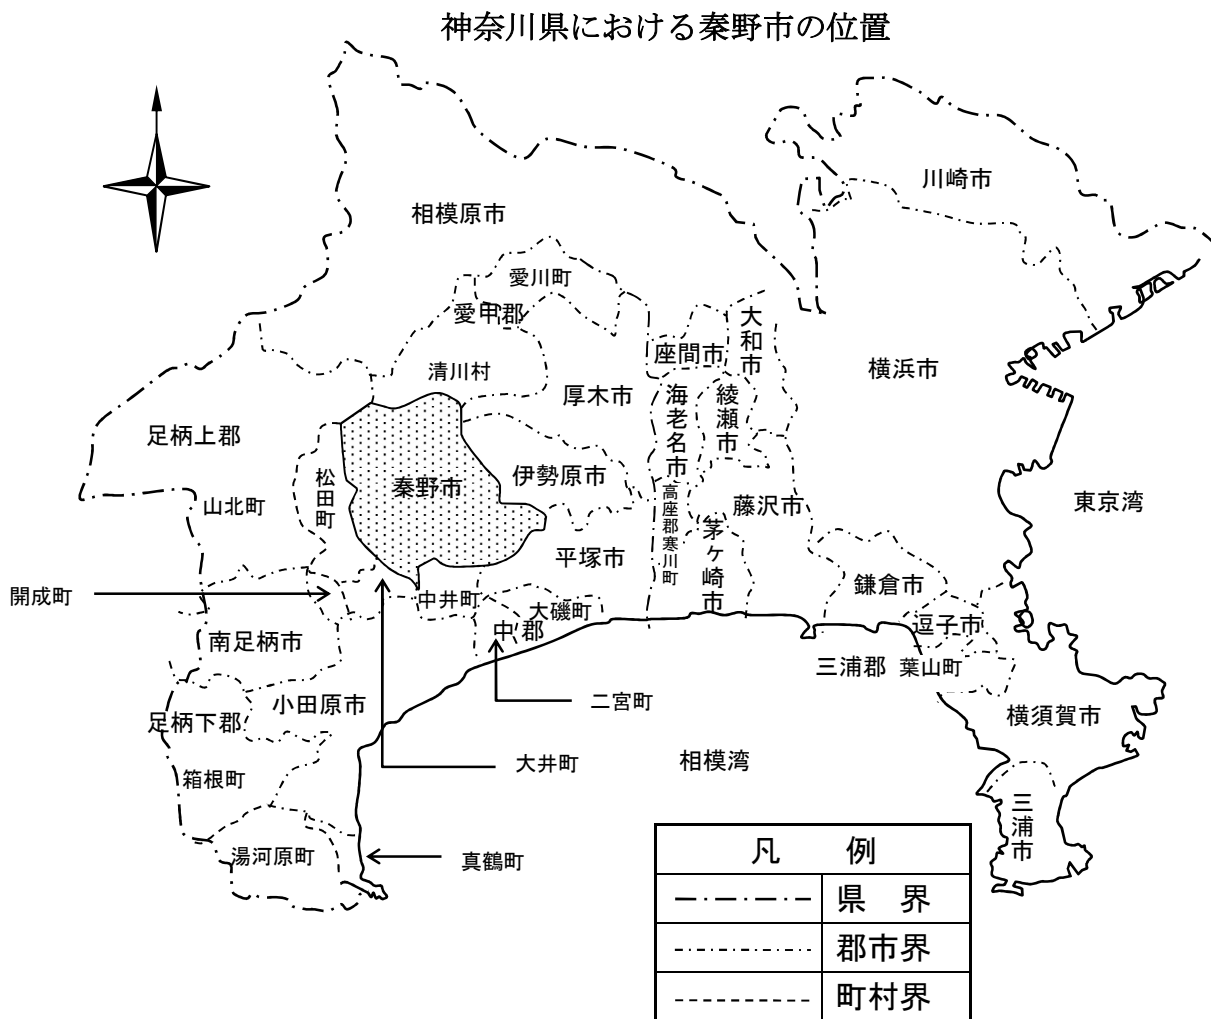 神奈川県における秦野市の位置
川崎市
相模原市
愛川町
愛甲郡
大和市
座間市
清川村
横浜市
厚木市
海老名市
綾瀬市
足柄上郡
松田町
秦野市
伊勢原市
山北町
高座郡寒川町
藤沢市
東京湾
茅ヶ崎市
平塚市
鎌倉市
開成町
中井町
大磯町
中郡
逗子市
南足柄市
三浦郡
葉山町
小田原市
二宮町
足柄下郡
横須賀市
箱根町
大井町
相模湾
三浦市
湯河原町
真鶴町
凡 例
県 界
郡市界
町村界